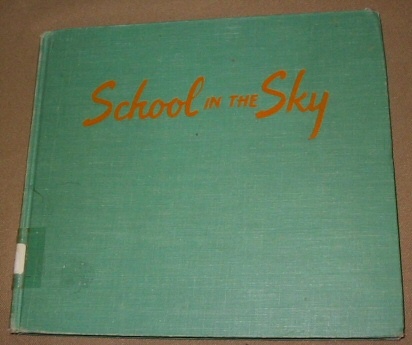 School IN THE Sky